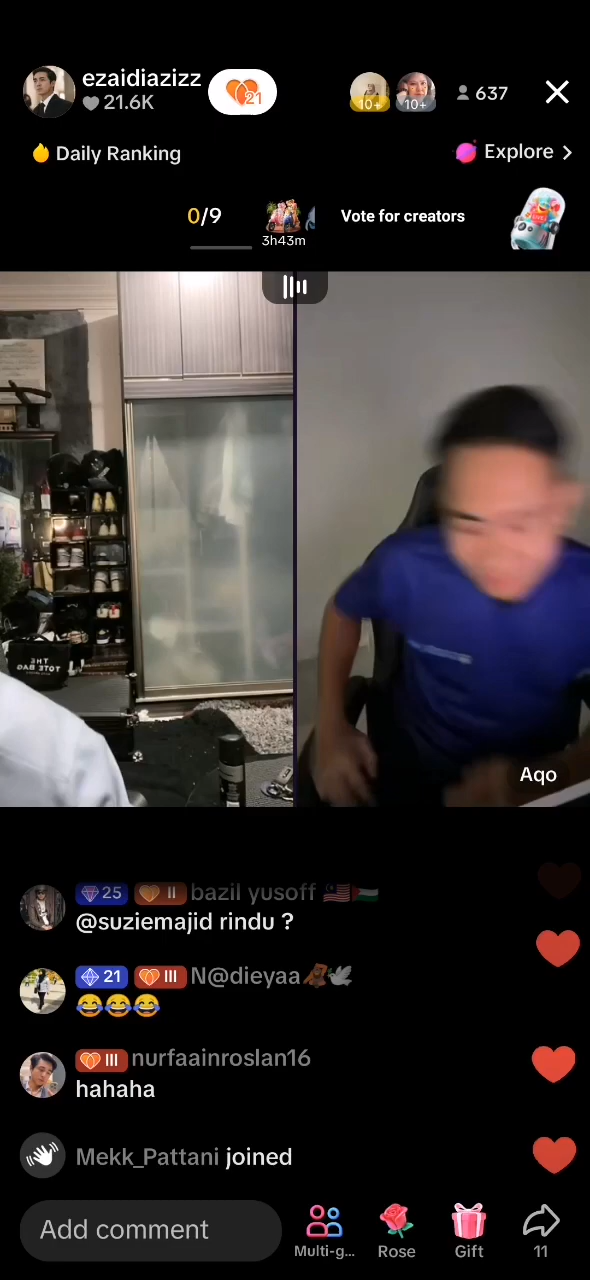 ezaidiazizz
21.6K
21
10+
10+
637
Daily Ranking
Explore
0/9
3h43m
Vote for creators
THE
TOTE BAG
Aqo
25 II bazil yusoff 🇲🇾🇵🇸
@suziemajid rindu ?
21 III N@dieyaa🧸🕊
😂😂😂
III nurfaainroslan16
hahaha
Mekk_Pattani joined
Add comment
Multi-g...
Rose
Gift
11